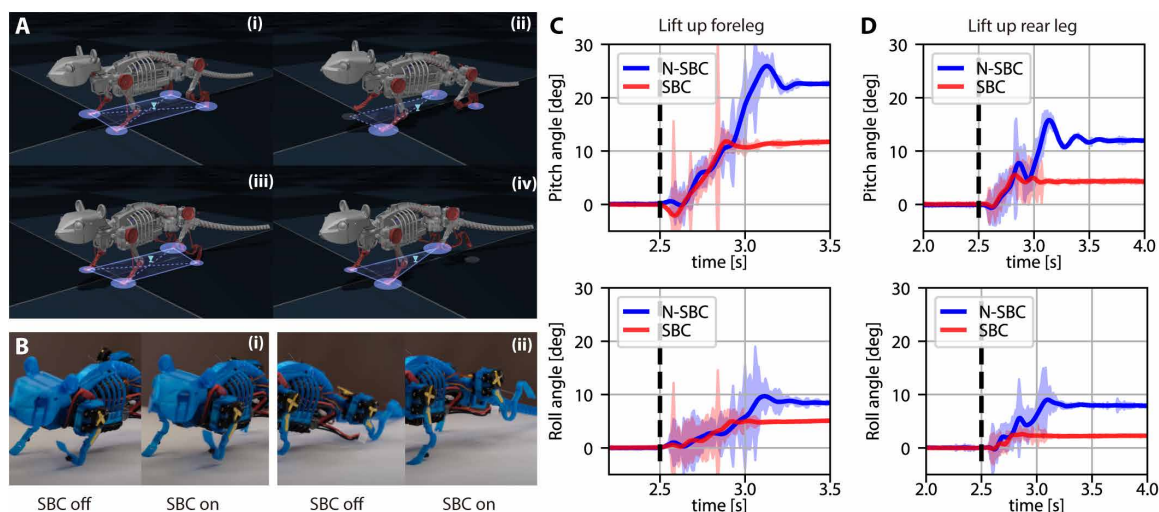 A
(i)
(ii)
(iii)
(iv)
B
(i)
(ii)
SBC off
SBC on
SBC off
SBC on
C
Lift up foreleg
Pitch angle [deg]
30
20
10
0
N-SBC
SBC
2.5
3.0
3.5
time [s]
Roll angle [deg]
30
20
10
0
N-SBC
SBC
2.5
3.0
3.5
time [s]
D
Lift up rear leg
Pitch angle [deg]
30
20
10
0
N-SBC
SBC
2.0
2.5
3.0
3.5
4.0
time [s]
Roll angle [deg]
30
20
10
0
N-SBC
SBC
2.0
2.5
3.0
3.5
4.0
time [s]